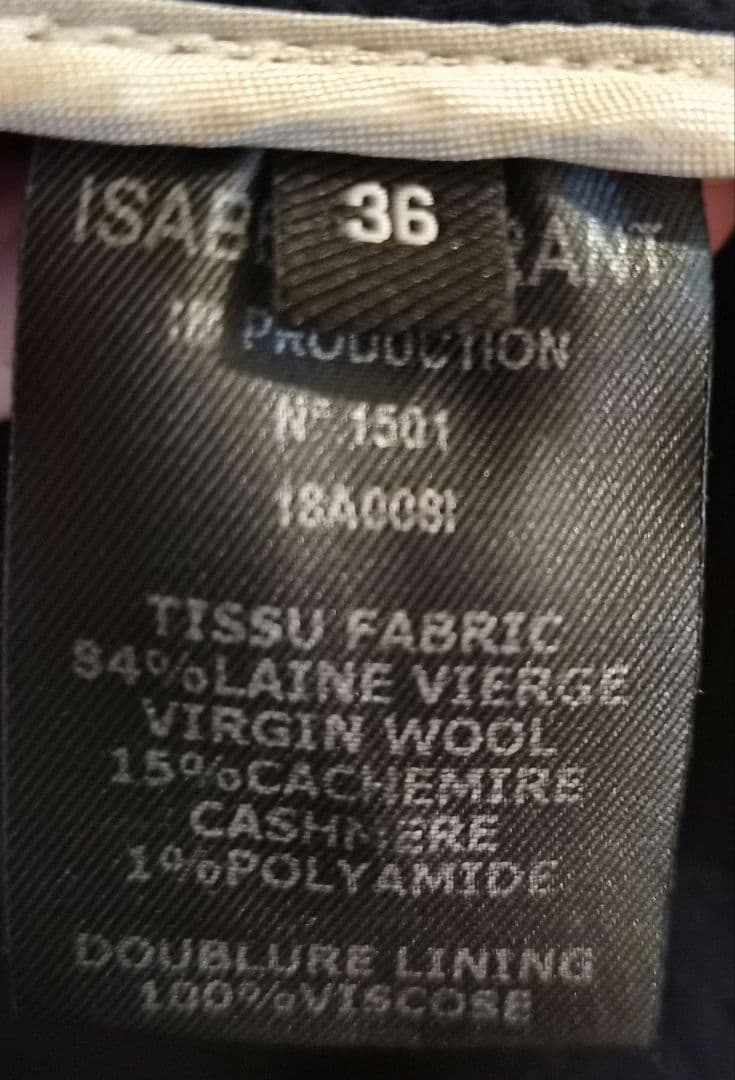 36
PRODUCTION
N° 1501
18A008I
TISSU FABRIC
84%LAINE VIERGE
VIRGIN WOOL
15%CACHEMIRE
CASHMERE
1%POLYAMIDE
DOUBLURE LINING
100%VISCOSE